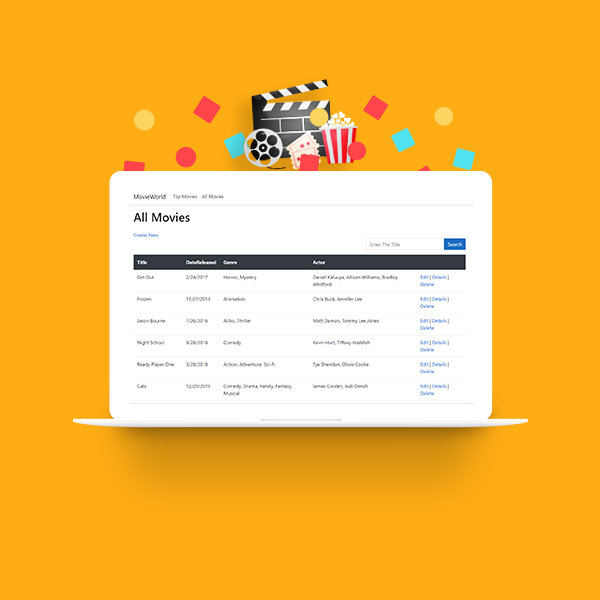 MovieWorld Top Movies All Movies
All Movies
Create New
Enter The Title Search
Title DateReleased Genre Actor
Get Out 2/24/2017 Horror, Mystery Daniel Kaluuya, Allison Williams, Bradley Edit | Details |
Whitford Delete
Frozen 11/27/2013 Animation Chris Buck, Jennifer Lee Edit | Details |
Delete
Jason Bourne 7/26/2016 Actio, Thriller Matt Damon, Tommy Lee Jones Edit | Details |
Delete
Night School 9/28/2018 Comedy Kevin Hart, Tiffany Haddish Edit | Details |
Delete
Ready Player One 3/28/2018 Action, Adventure, Sci-Fi Tye Sheridan, Olivia Cooke Edit | Details |
Delete
Cats 12/20/2019 Comedy, Drama, Family, Fantasy, James Corden, Judi Dench Edit | Details |
Musical Delete